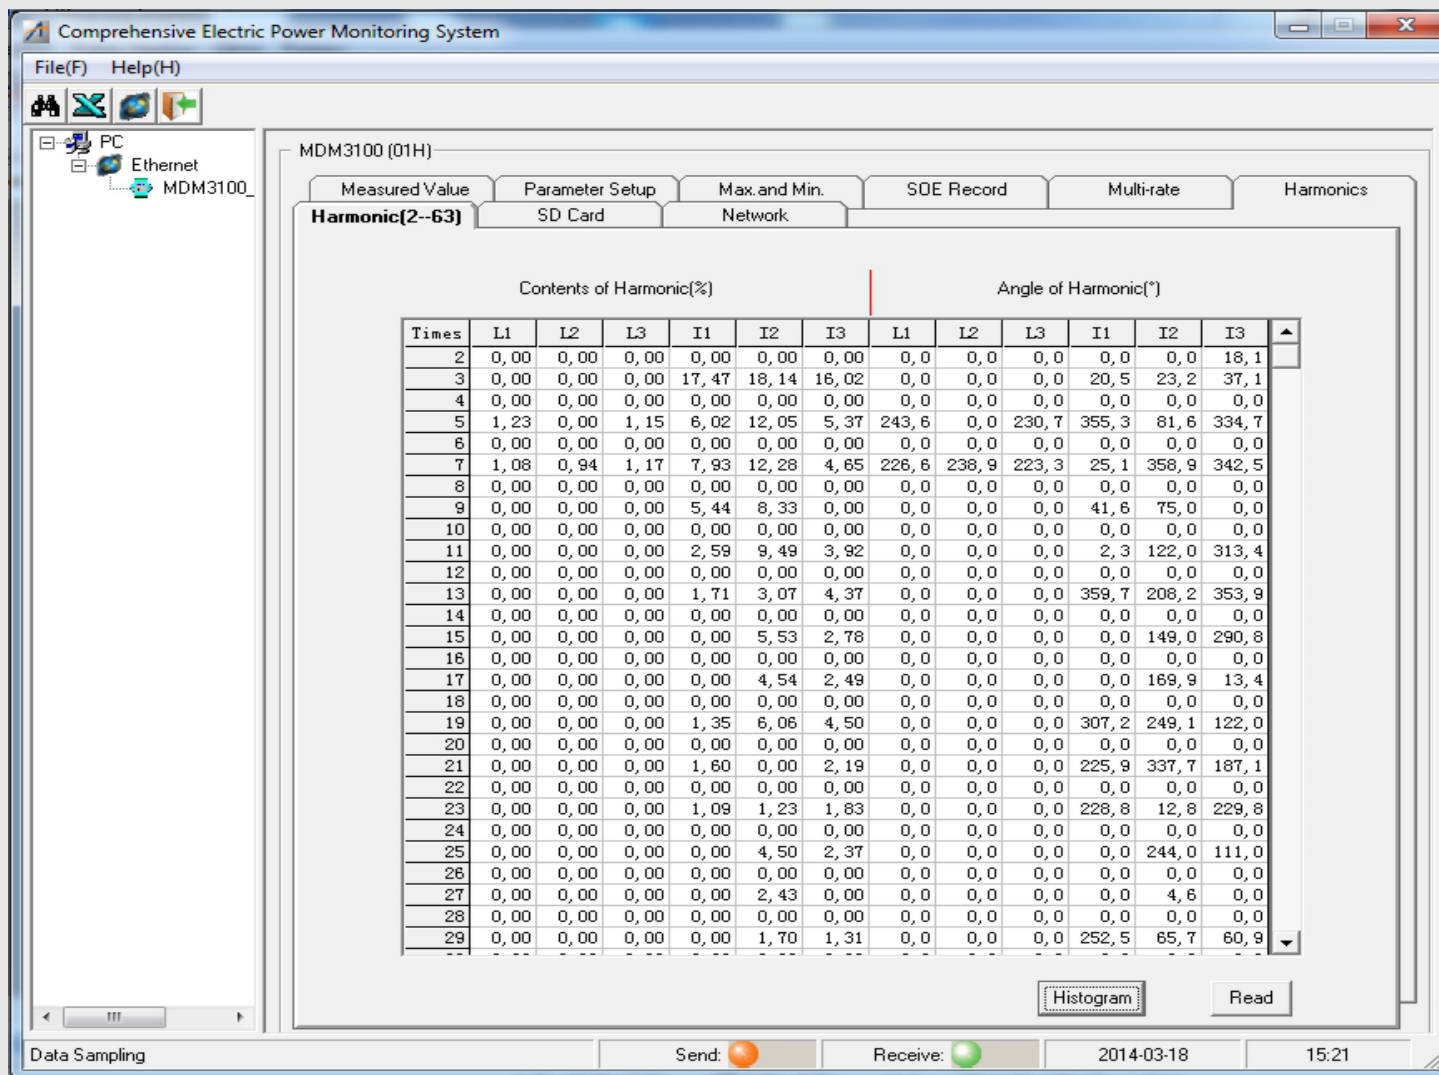 Comprehensive Electric Power Monitoring System
File(F) Help(H)
PC
Ethernet
MDM3100_
MDM3100 (01H)
Measured Value Parameter Setup Max.and Min. SOE Record Multi-rate Harmonics
Harmonic(2--63) SD Card Network
Contents of Harmonic(%) Angle of Harmonic(°)
Times L1 L2 L3 I1 I2 I3 L1 L2 L3 I1 I2 I3
2 0,00 0,00 0,00 0,00 0,00 0,00 0,0 0,0 0,0 0,0 0,0 18,1
3 0,00 0,00 0,00 17,47 18,14 16,02 0,0 0,0 0,0 20,5 23,2 37,1
4 0,00 0,00 0,00 0,00 0,00 0,00 0,0 0,0 0,0 0,0 0,0 0,0
5 1,23 0,00 1,15 6,02 12,05 5,37 243,6 0,0 230,7 355,3 81,6 334,7
6 0,00 0,00 0,00 0,00 0,00 0,00 0,0 0,0 0,0 0,0 0,0 0,0
7 1,08 0,94 1,17 7,93 12,28 4,65 226,6 238,9 223,3 25,1 358,9 342,5
8 0,00 0,00 0,00 0,00 0,00 0,00 0,0 0,0 0,0 0,0 0,0 0,0
9 0,00 0,00 0,00 5,44 8,33 0,00 0,0 0,0 0,0 41,6 75,0 0,0
10 0,00 0,00 0,00 0,00 0,00 0,00 0,0 0,0 0,0 0,0 0,0 0,0
11 0,00 0,00 0,00 2,59 9,49 3,92 0,0 0,0 0,0 2,3 122,0 313,4
12 0,00 0,00 0,00 0,00 0,00 0,00 0,0 0,0 0,0 0,0 0,0 0,0
13 0,00 0,00 0,00 1,71 3,07 4,37 0,0 0,0 0,0 359,7 208,2 353,9
14 0,00 0,00 0,00 0,00 0,00 0,00 0,0 0,0 0,0 0,0 0,0 0,0
15 0,00 0,00 0,00 0,00 5,53 2,78 0,0 0,0 0,0 0,0 149,0 290,8
16 0,00 0,00 0,00 0,00 0,00 0,00 0,0 0,0 0,0 0,0 0,0 0,0
17 0,00 0,00 0,00 0,00 4,54 2,49 0,0 0,0 0,0 0,0 169,9 13,4
18 0,00 0,00 0,00 0,00 0,00 0,00 0,0 0,0 0,0 0,0 0,0 0,0
19 0,00 0,00 0,00 1,35 6,06 4,50 0,0 0,0 0,0 307,2 249,1 122,0
20 0,00 0,00 0,00 0,00 0,00 0,00 0,0 0,0 0,0 0,0 0,0 0,0
21 0,00 0,00 0,00 1,60 0,00 2,19 0,0 0,0 0,0 225,9 337,7 187,1
22 0,00 0,00 0,00 0,00 0,00 0,00 0,0 0,0 0,0 0,0 0,0 0,0
23 0,00 0,00 0,00 1,09 1,23 1,83 0,0 0,0 0,0 228,8 12,8 229,8
24 0,00 0,00 0,00 0,00 0,00 0,00 0,0 0,0 0,0 0,0 0,0 0,0
25 0,00 0,00 0,00 0,00 4,50 2,37 0,0 0,0 0,0 0,0 244,0 111,0
26 0,00 0,00 0,00 0,00 0,00 0,00 0,0 0,0 0,0 0,0 0,0 0,0
27 0,00 0,00 0,00 0,00 2,43 0,00 0,0 0,0 0,0 0,0 4,6 0,0
28 0,00 0,00 0,00 0,00 0,00 0,00 0,0 0,0 0,0 0,0 0,0 0,0
29 0,00 0,00 0,00 0,00 1,70 1,31 0,0 0,0 0,0 252,5 65,7 60,9
Histogram Read
Data Sampling Send: Receive: 2014-03-18 15:21